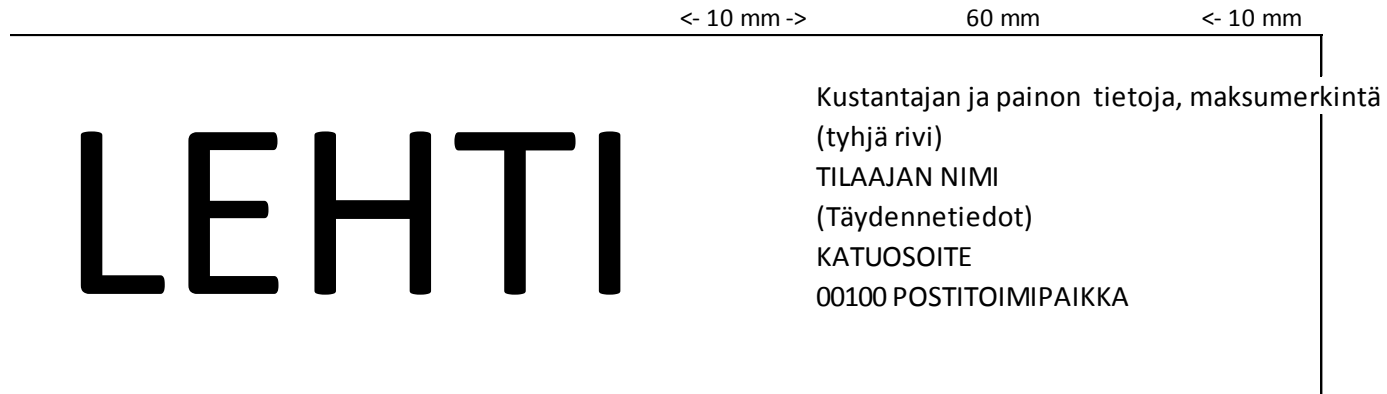 <- 10 mm -> 60 mm <- 10 mm
LEHTI
Kustantajan ja painon tietoja, maksumerkintä
(tyhjä rivi)
TILAAJAN NIMI
(Täydennetiedot)
KATUOSOITE
00100 POSTITOIMIPAIKKA